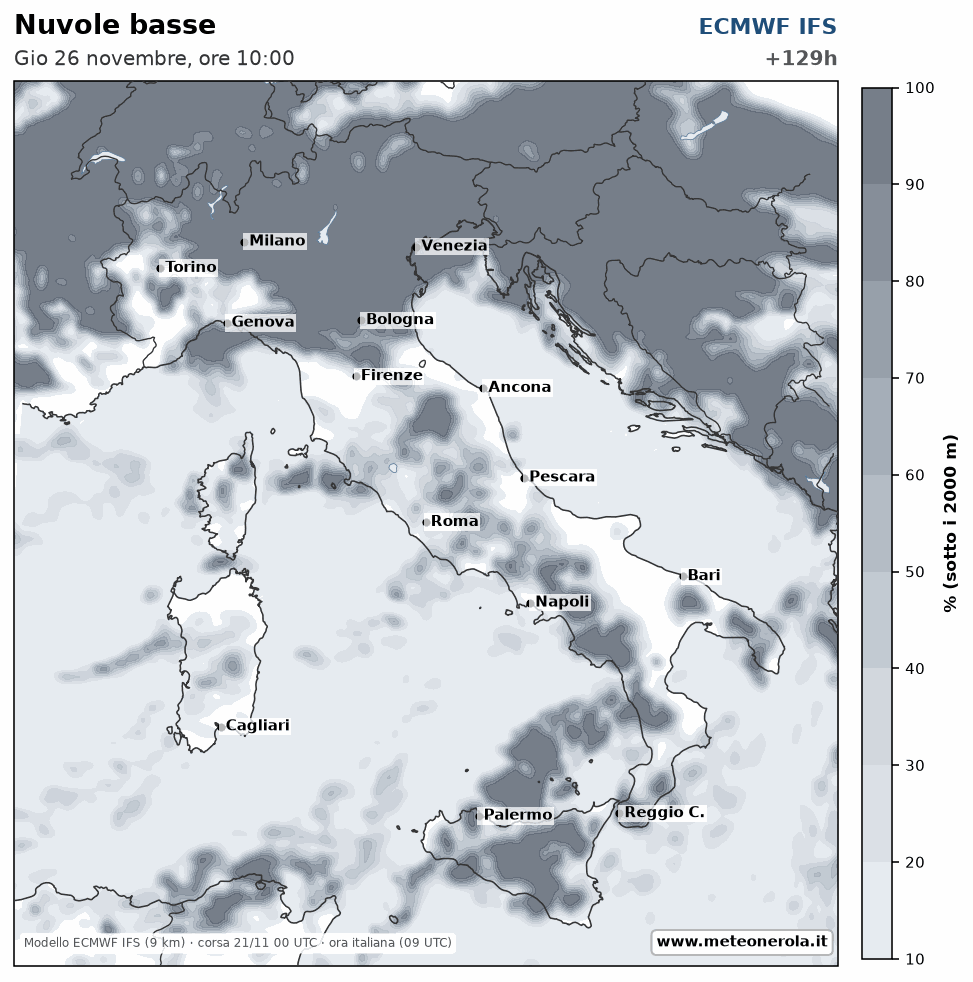 Nuvole basse
ECMWF IFS
Gio 26 novembre, ore 10:00
+129h
Milano
Venezia
Torino
Genova
Bologna
Firenze
Ancona
Pescara
Roma
Bari
Napoli
Cagliari
Palermo
Reggio C.
100
90
80
70
60
50
40
30
20
10
% (sotto i 2000 m)
Modello ECMWF IFS (9 km) · corsa 21/11 00 UTC · ora italiana (09 UTC)
www.meteonerola.it